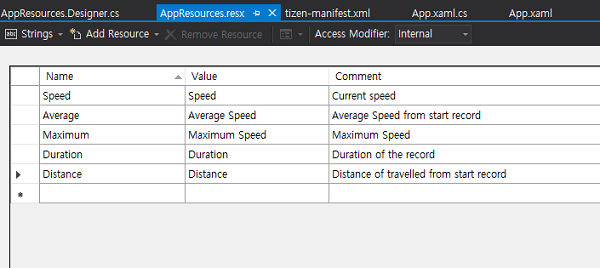 AppResources.Designer.cs AppResources.resx tizen-manifest.xml App.xaml.cs App.xaml
Strings Add Resource Remove Resource Access Modifier: Internal
Name Value Comment
Speed Speed Current speed
Average Average Speed Average Speed from start record
Maximum Maximum Speed Maximum Speed
Duration Duration Duration of the record
Distance Distance Distance of travelled from start record